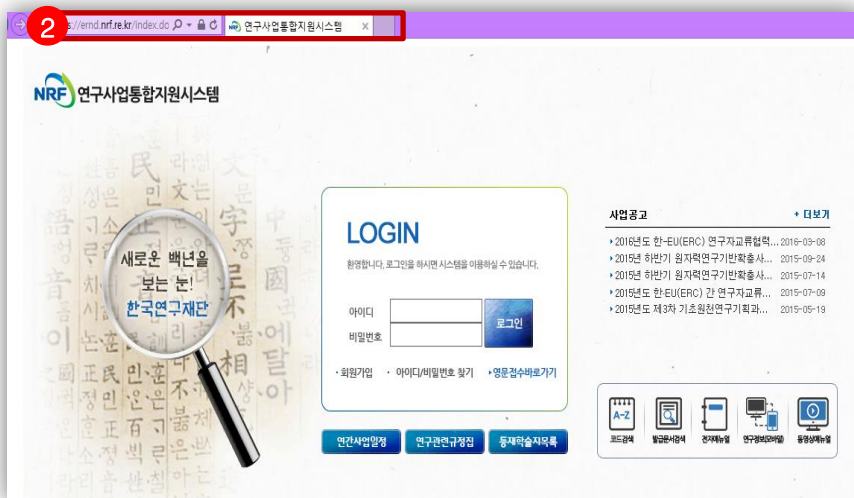 2
://ernd.nrf.re.kr/index.do
연구사업통합지원시스템
NRF 연구사업통합지원시스템
새로운 백년을
보는 눈!
한국연구재단
LOGIN
환영합니다, 로그인을 하시면 시스템을 이용하실 수 있습니다.
아이디
비밀번호
로그인
· 회원가입 · 아이디/비밀번호 찾기 ▸영문접수바로가기
연간사업일정 연구관련규정집 등재학술지목록
사업공고 + 더보기
▸2016년도 한-EU(ERC) 연구자교류협력... 2016-03-08
▸2015년 하반기 원자력연구기반확충사... 2015-09-24
▸2015년 하반기 원자력연구기반확충사... 2015-07-14
▸2015년도 한-EU(ERC) 간 연구자교류... 2015-07-09
▸2015년도 제3차 기초원천연구기획과... 2015-05-19
A-Z
코드검색 발급문서검색 전자매뉴얼 연구정보(모바일) 동영상매뉴얼